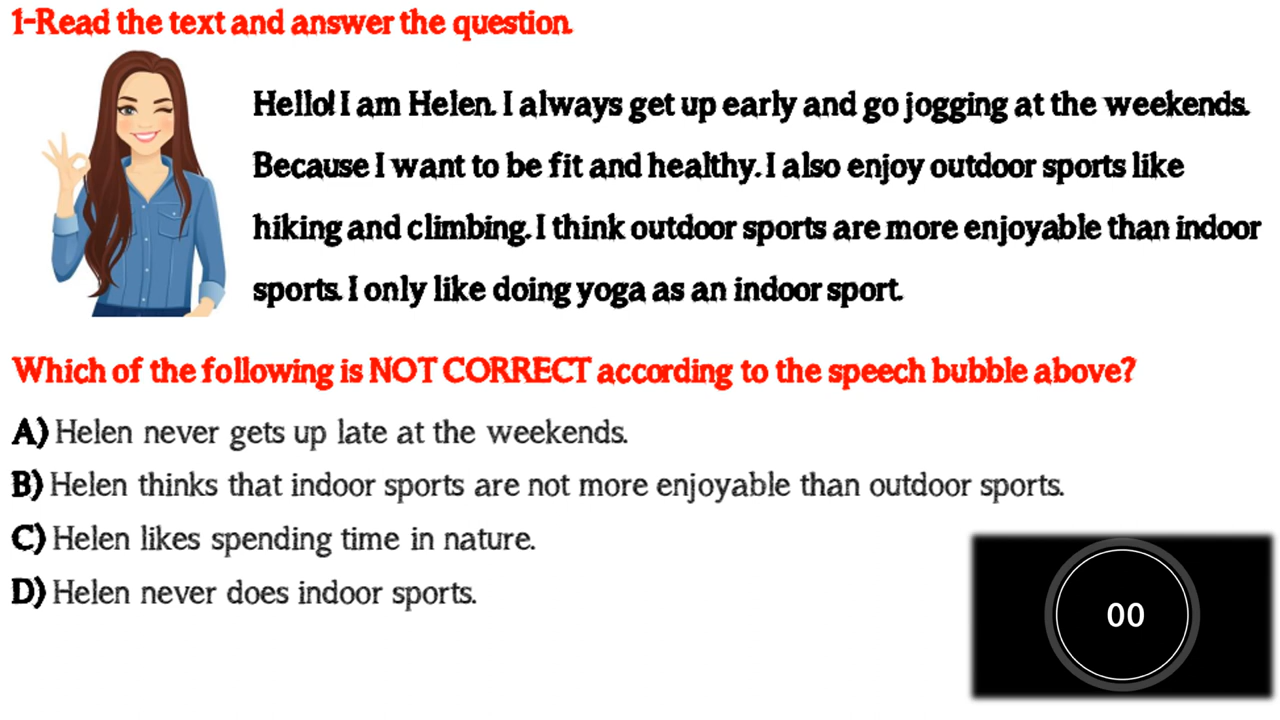 1-Read the text and answer the question.
Hello! I am Helen. I always get up early and go jogging at the weekends.
Because I want to be fit and healthy. I also enjoy outdoor sports like
hiking and climbing. I think outdoor sports are more enjoyable than indoor
sports. I only like doing yoga as an indoor sport.
Which of the following is NOT CORRECT according to the speech bubble above?
A) Helen never gets up late at the weekends.
B) Helen thinks that indoor sports are not more enjoyable than outdoor sports.
C) Helen likes spending time in nature.
D) Helen never does indoor sports.
00